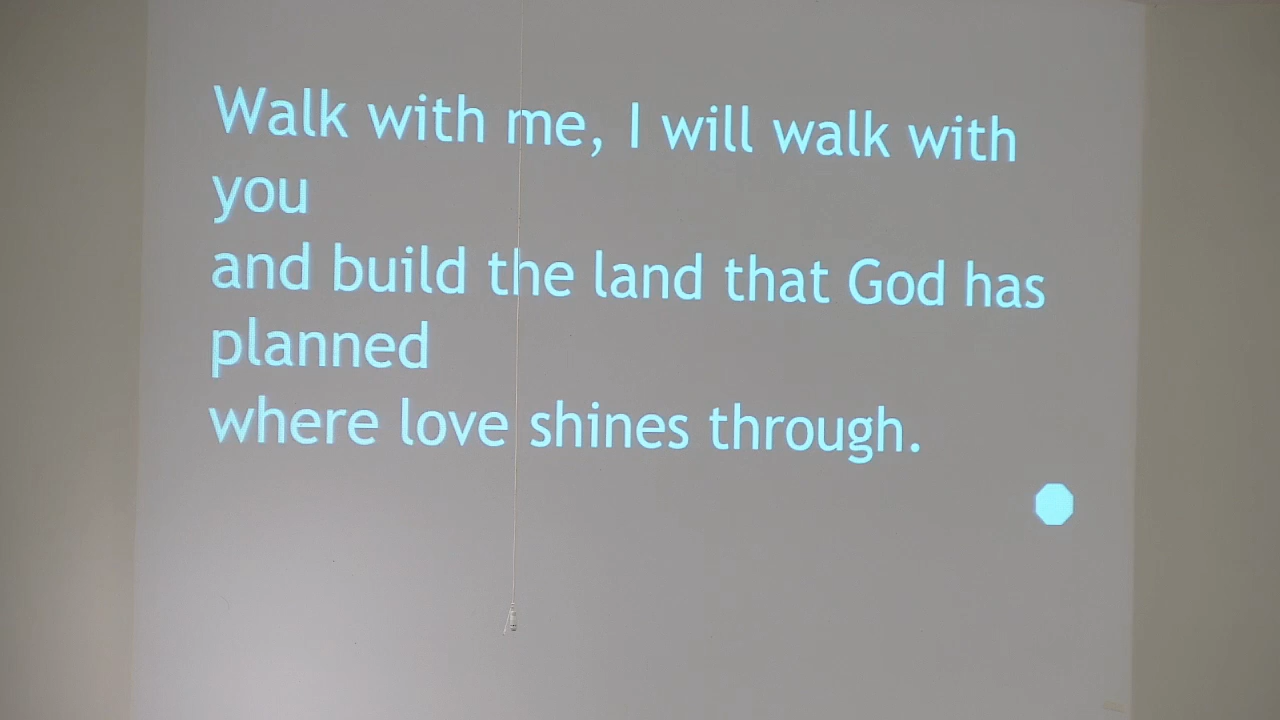 Walk with me, I will walk with
you
and build the land that God has
planned
where love shines through.